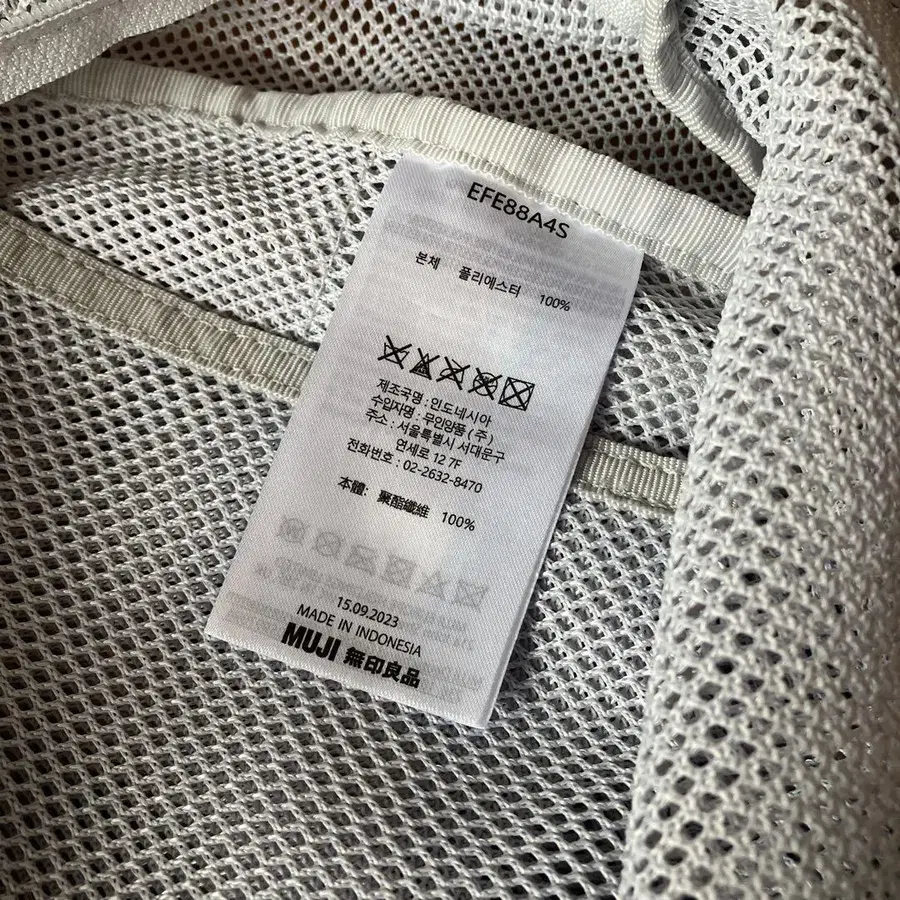 EFE88A4S
본체 폴리에스터 100%
제조국명 : 인도네시아
수입자명 : 무인양품 (주)
주소 : 서울특별시 서대문구
연세로 12 7F
전화번호 : 02-2632-8470
本體: 聚酯纖維 100%
15.09.2023
MADE IN INDONESIA
MUJI 無印良品